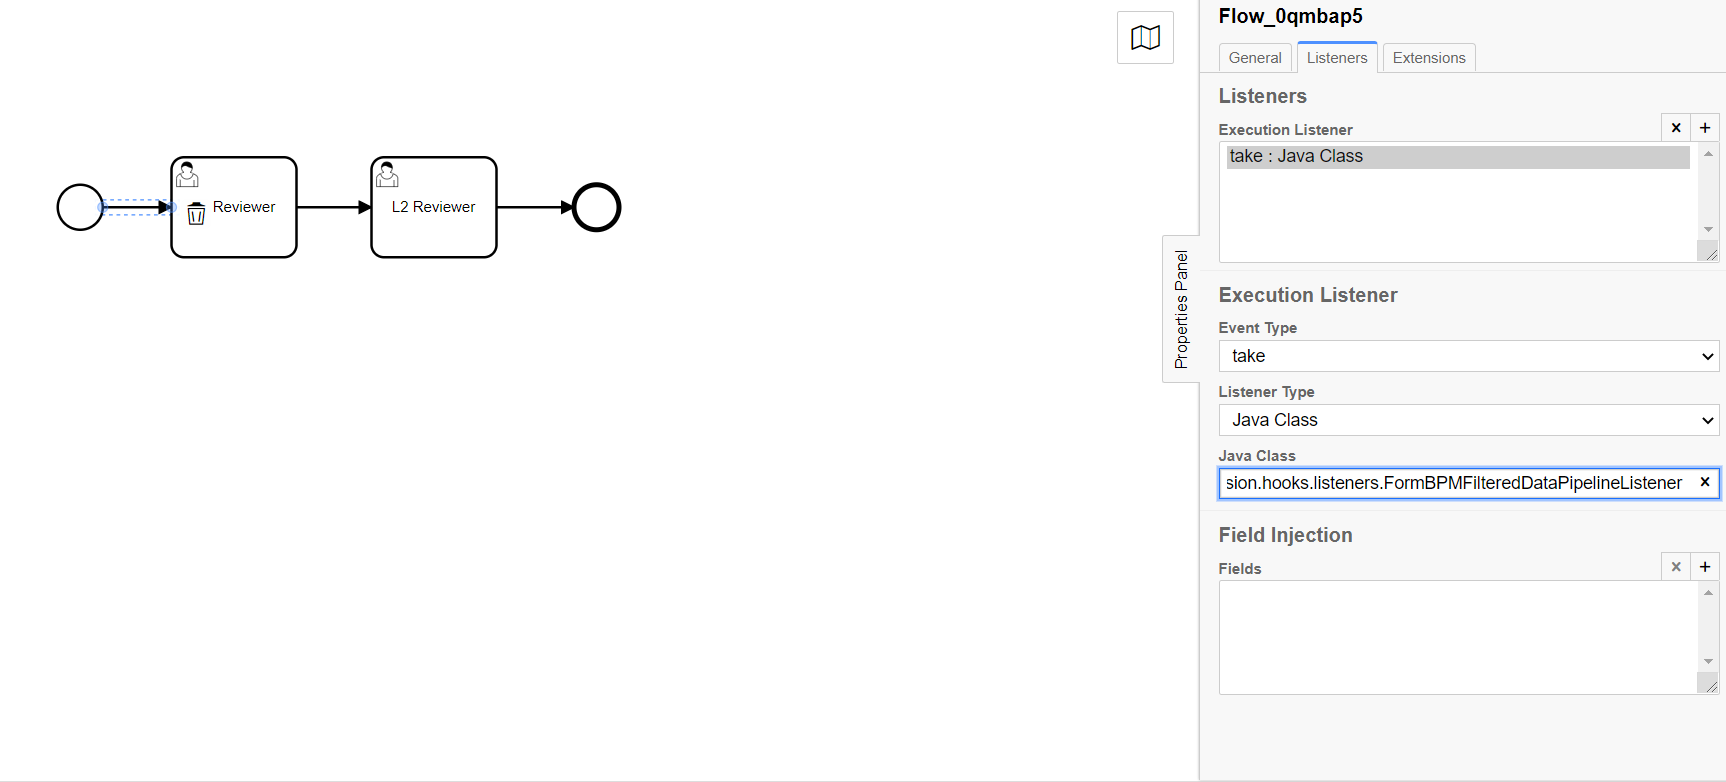 Reviewer
L2 Reviewer
Properties Panel
Flow_0qmbap5
General
Listeners
Extensions
Listeners
Execution Listener
×
+
take : Java Class
Execution Listener
Event Type
take
Listener Type
Java Class
Java Class
sion.hooks.listeners.FormBPMFilteredDataPipelineListener
×
Field Injection
Fields
×
+